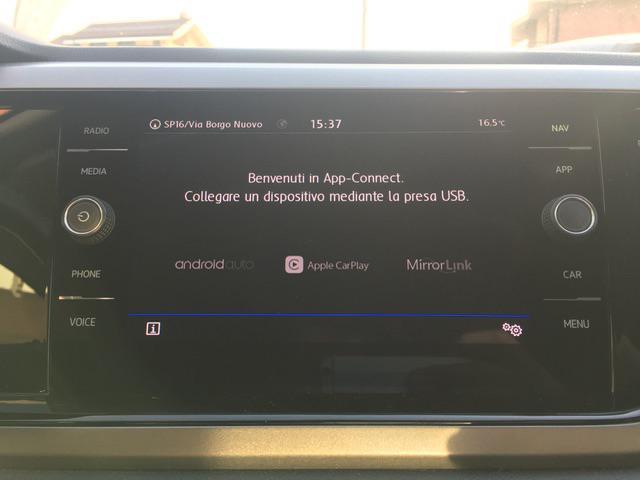 RADIO
MEDIA
PHONE
VOICE
SP16/Via Borgo Nuovo 15:37 16.5°C
Benvenuti in App-Connect.
Collegare un dispositivo mediante la presa USB.
androidauto Apple CarPlay MirrorLink
i
NAV
APP
CAR
MENU